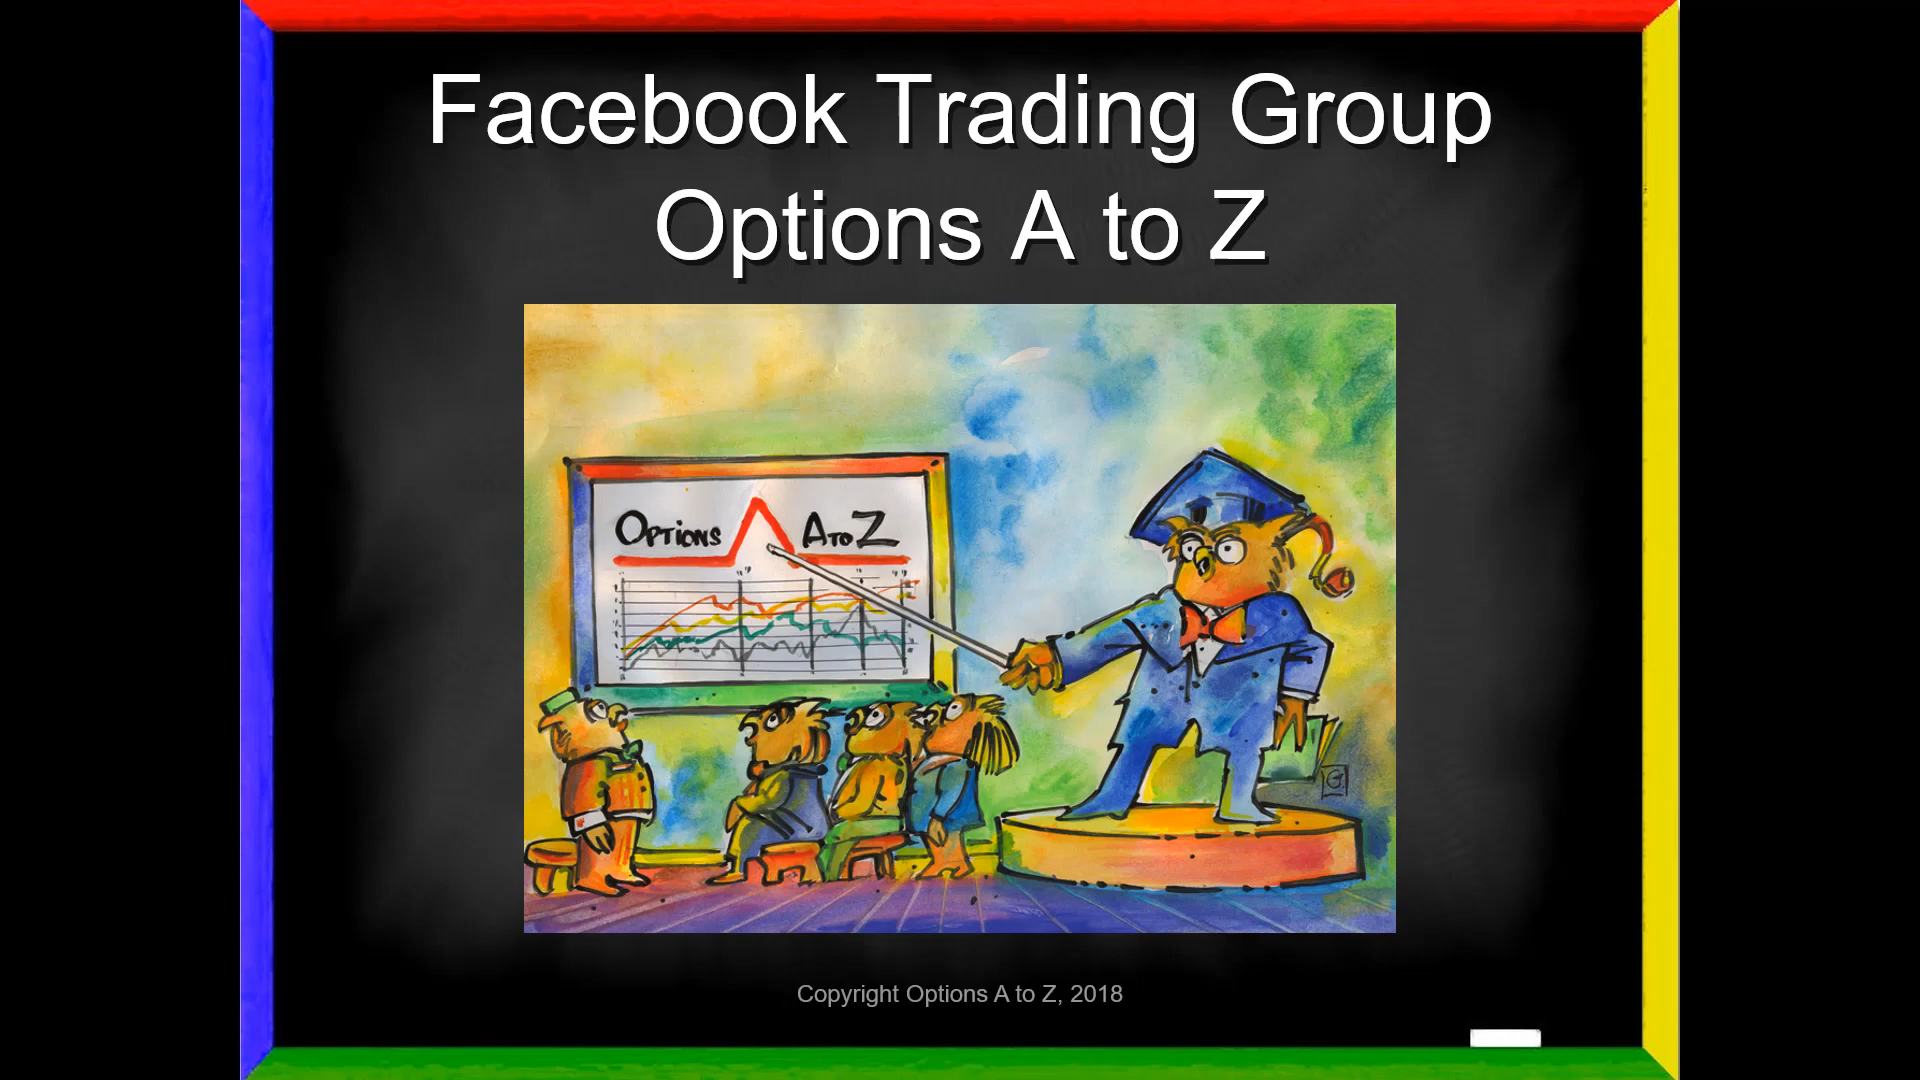 Facebook Trading Group
Options A to Z
OPTiONS A TO Z
Copyright Options A to Z, 2018